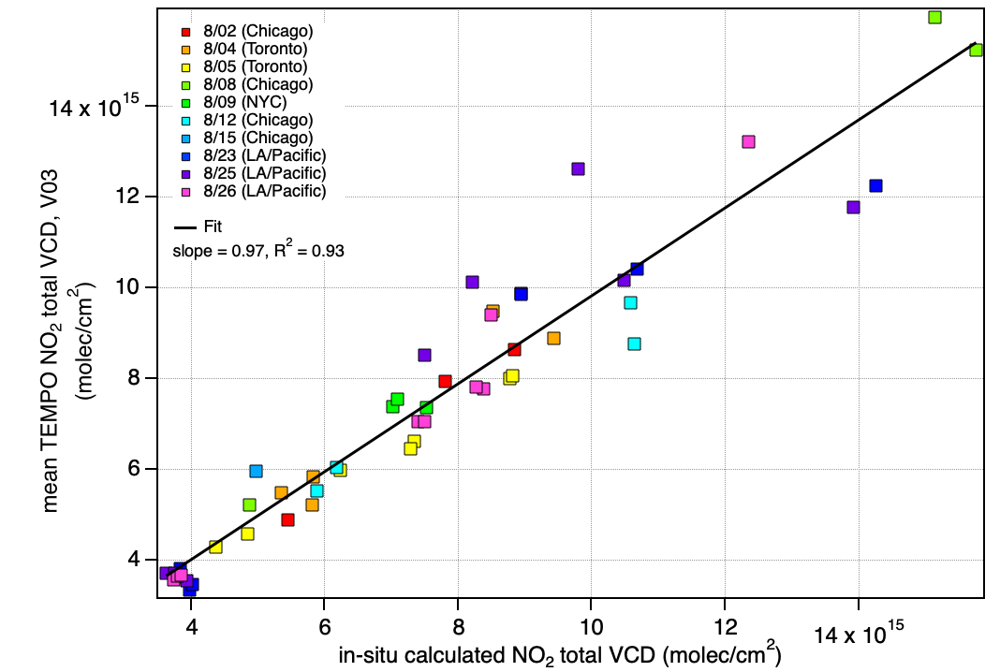 8/02 (Chicago)
8/04 (Toronto)
8/05 (Toronto)
8/08 (Chicago)
8/09 (NYC)
8/12 (Chicago)
8/15 (Chicago)
8/23 (LA/Pacific)
8/25 (LA/Pacific)
8/26 (LA/Pacific)
Fit
slope = 0.97, R² = 0.93
mean TEMPO NO₂ total VCD, V03
(molec/cm²)
14 x 10¹⁵
12
10
8
6
4
4 6 8 10 12 14 x 10¹⁵
in-situ calculated NO₂ total VCD (molec/cm²)